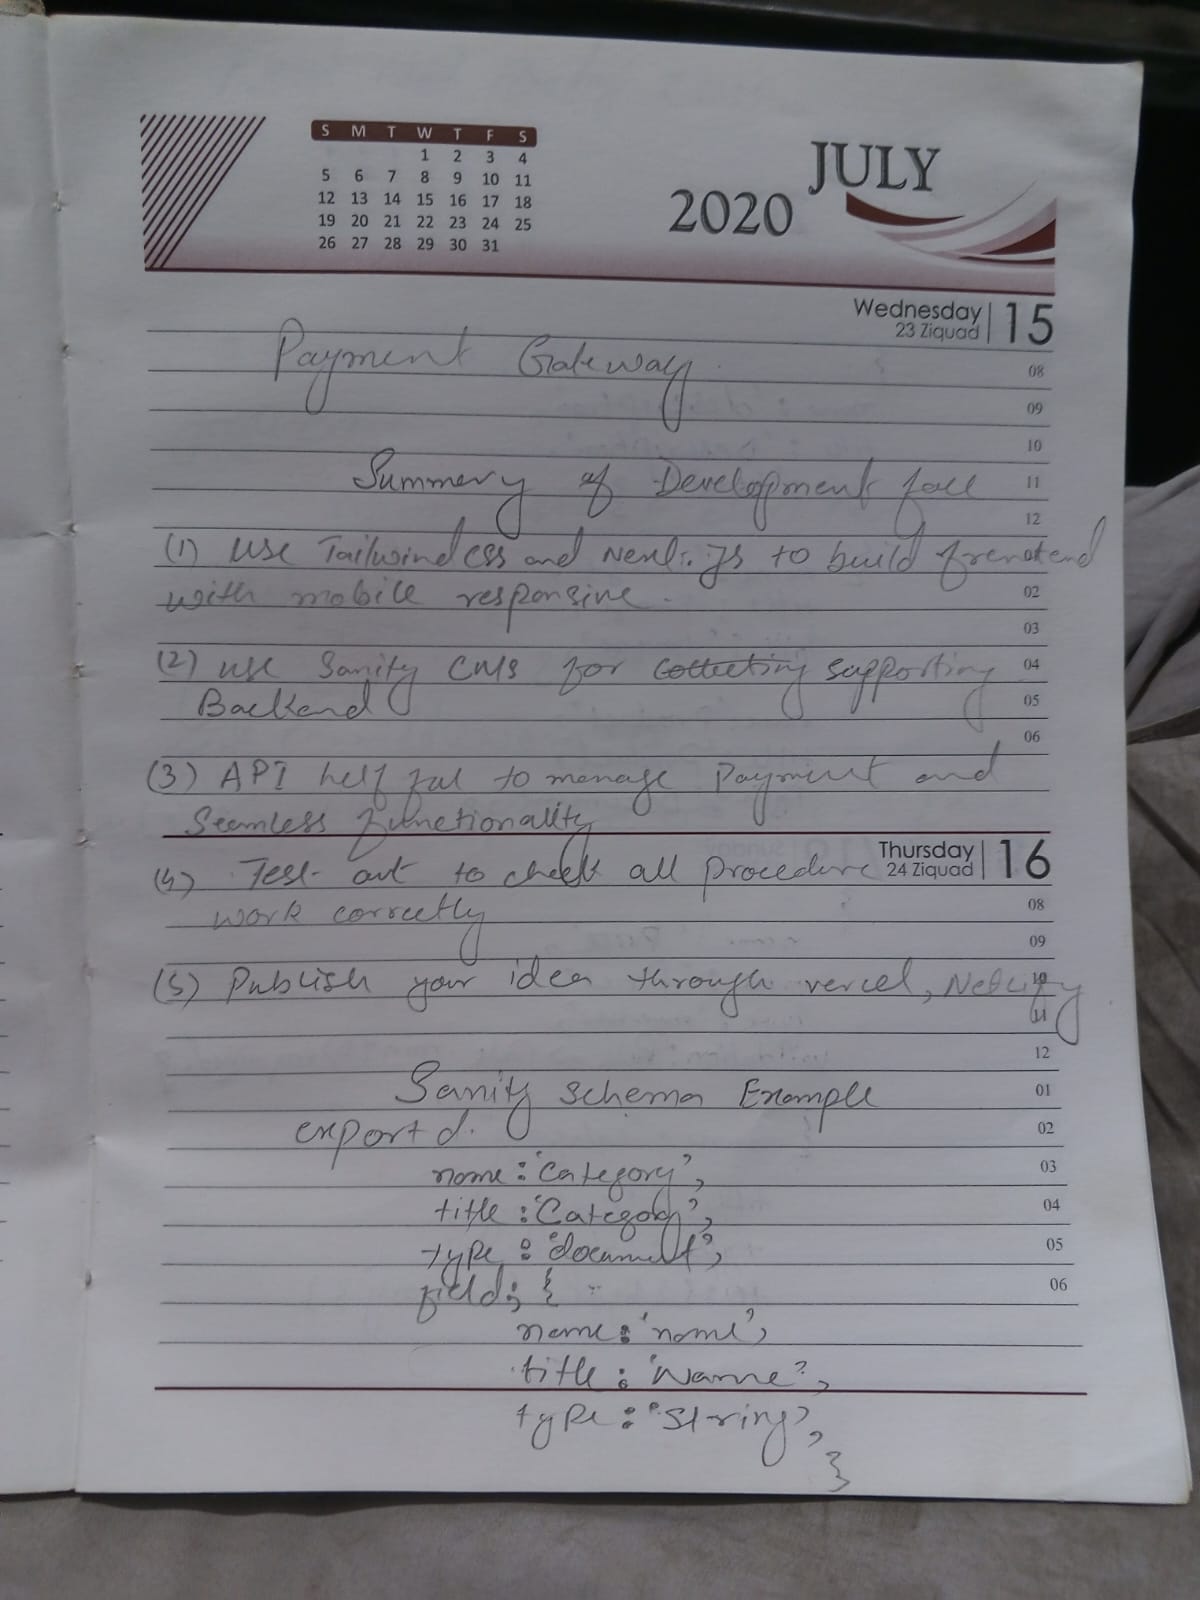 S M T W T F S
1 2 3 4
5 6 7 8 9 10 11
12 13 14 15 16 17 18
19 20 21 22 23 24 25
26 27 28 29 30 31
JULY
2020
Wednesday 15
23 Ziquad
Payment Gateway
08
09
10
Summery of Development 11
12
(1) use Tailwindcss and Next.js to build frenotend
with mobile responsive. 02
03
(2) use Sanity CMS for collecting supporting 04
Backend 05
06
(3) API helf ful to manage Payment and
Seamless functionality
Thursday 16
24 Ziquad
(4) Test out to check all procedure
work correctly 08
09
(5) Publish your idea through vercel, Netlify 10
11
12
Sanity schema Example 01
export d. 02
name: 'Category', 03
title: 'Category', 04
type: 'document', 05
field: { 06
name: 'name',
title: 'Name',
type: 'string',
}